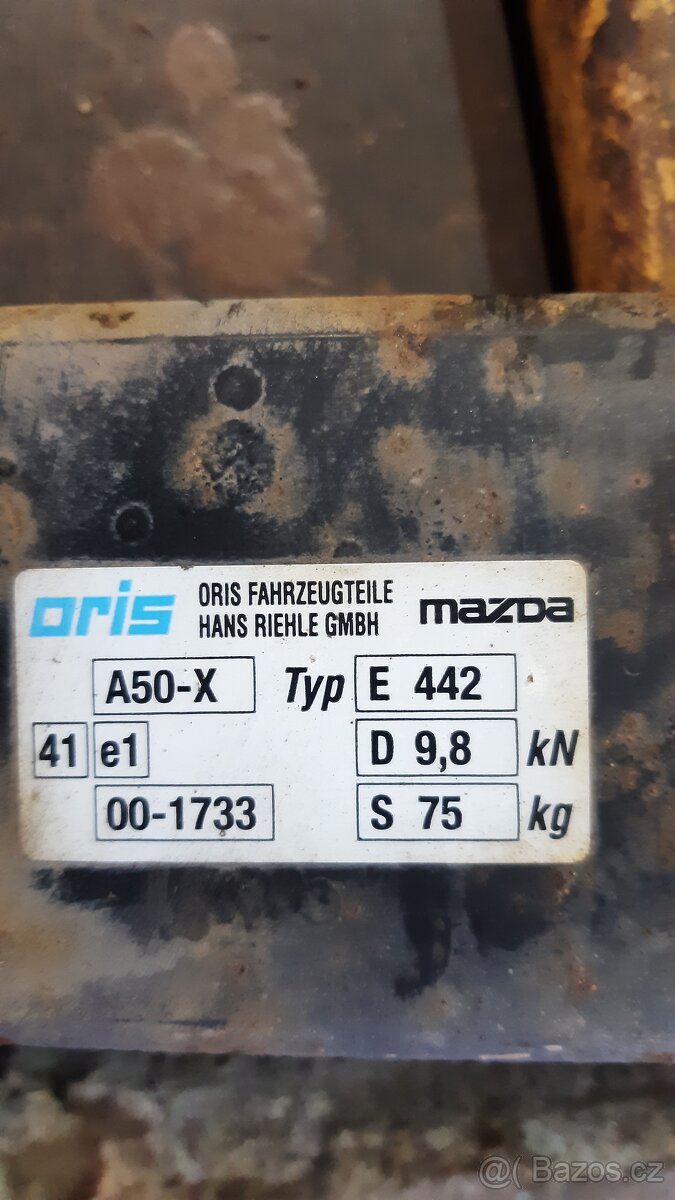 oris ORIS FAHRZEUGTEILE mazda
HANS RIEHLE GMBH
A50-X Typ E 442
41 e1 D 9,8 kN
00-1733 S 75 kg
@( Bazos.cz